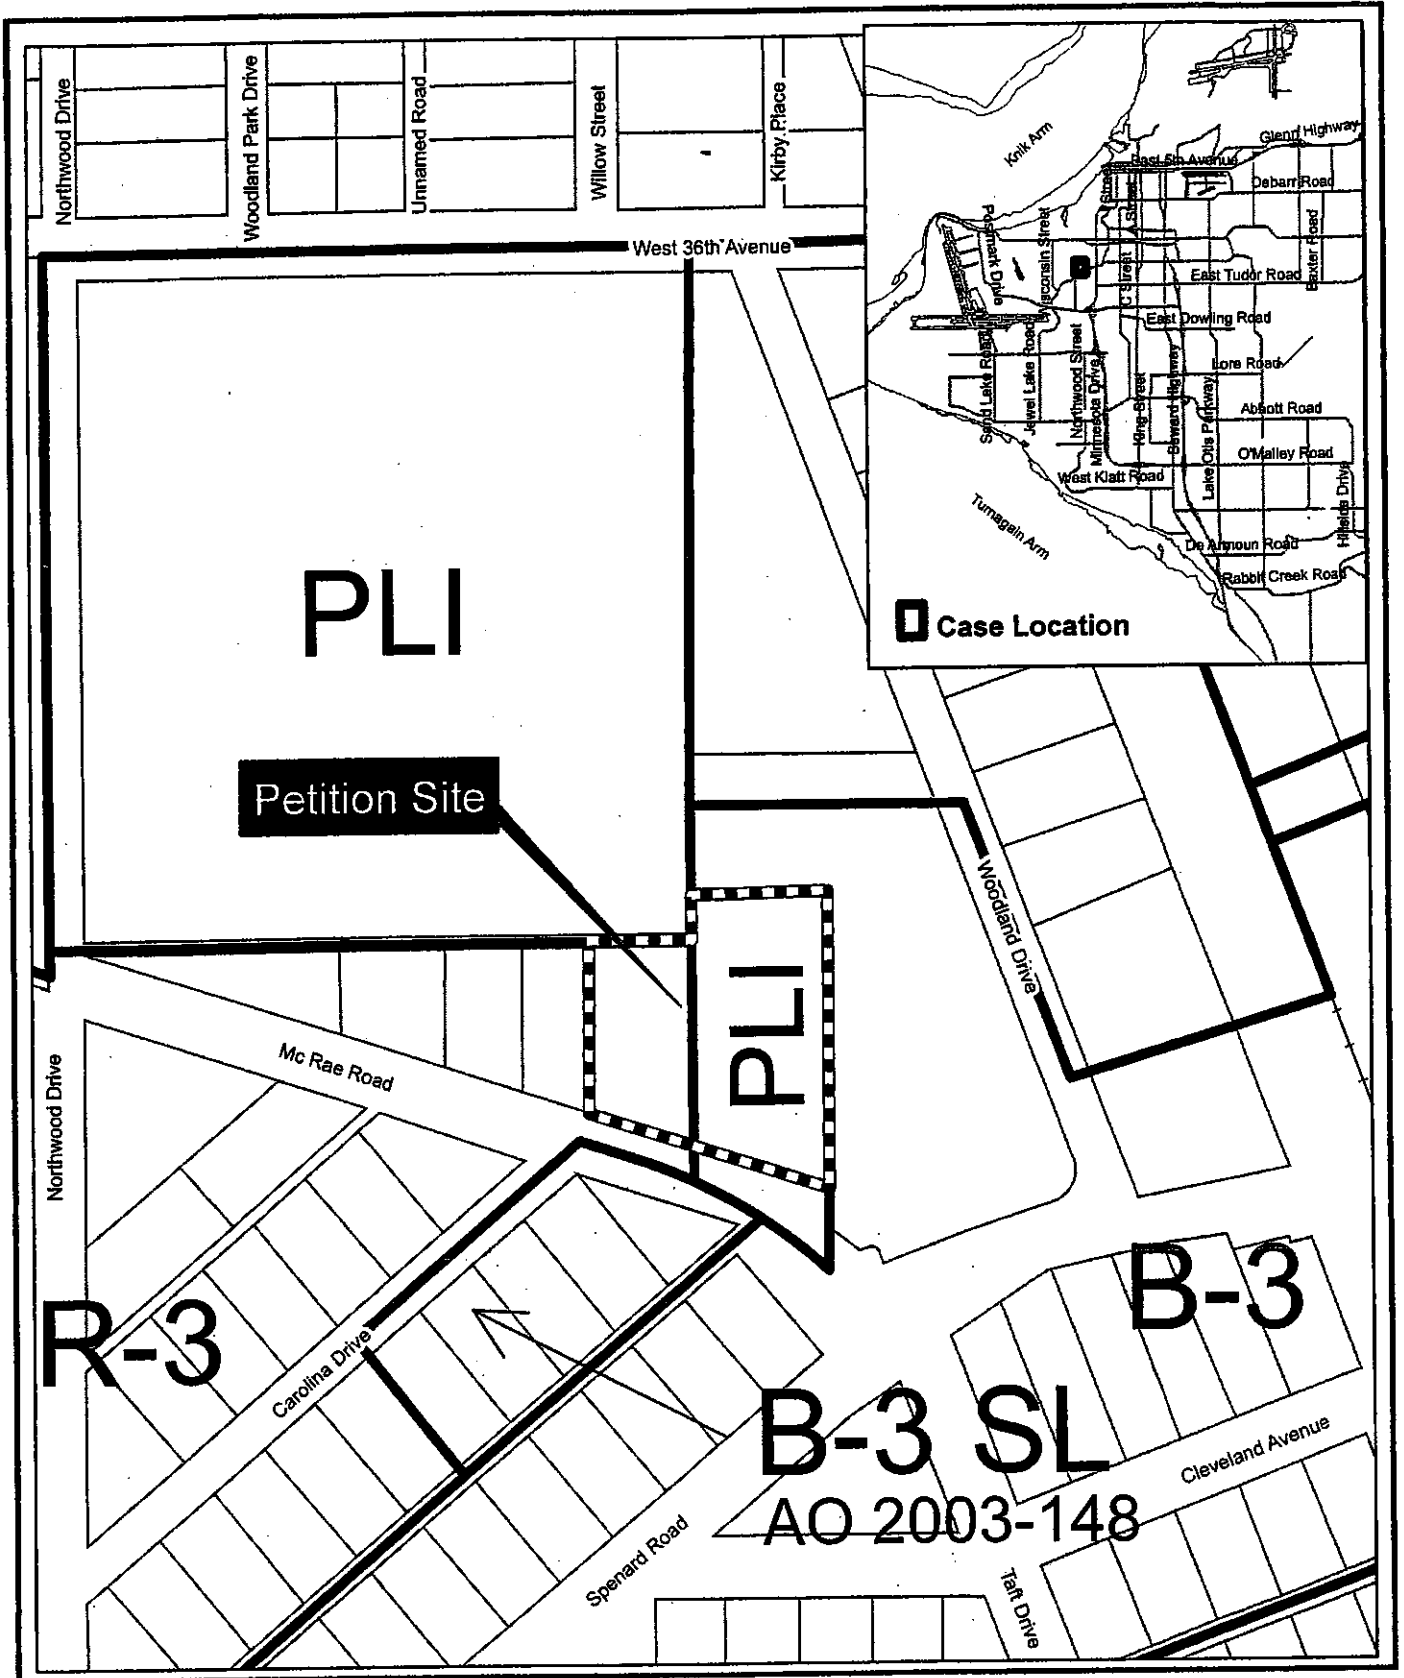 Northwood Drive
Woodland Park Drive
Unnamed Road
Willow Street
Kirby Place
West 36th Avenue
Knik Arm
Glenn Highway
East 5th Avenue
Debarr Road
Street
Street
Postmark Drive
Wisconsin Street
C Street
Baxter Road
East Tudor Road
East Dowling Road
Sand Lake Road
Jewel Lake Road
Northwood Street
Minnesota Drive
King Street
Seward Highway
Lake Otis Parkway
Lore Road
Abbott Road
O'Malley Road
West Klatt Road
Hillside Drive
Turnagain Arm
De Armoun Road
Rabbit Creek Road
Case Location
PLI
Petition Site
Woodland Drive
PLI
Mc Rae Road
Northwood Drive
R-3
Carolina Drive
B-3
B-3 SL
AO 2003-148
Cleveland Avenue
Spenard Road
Taft Drive